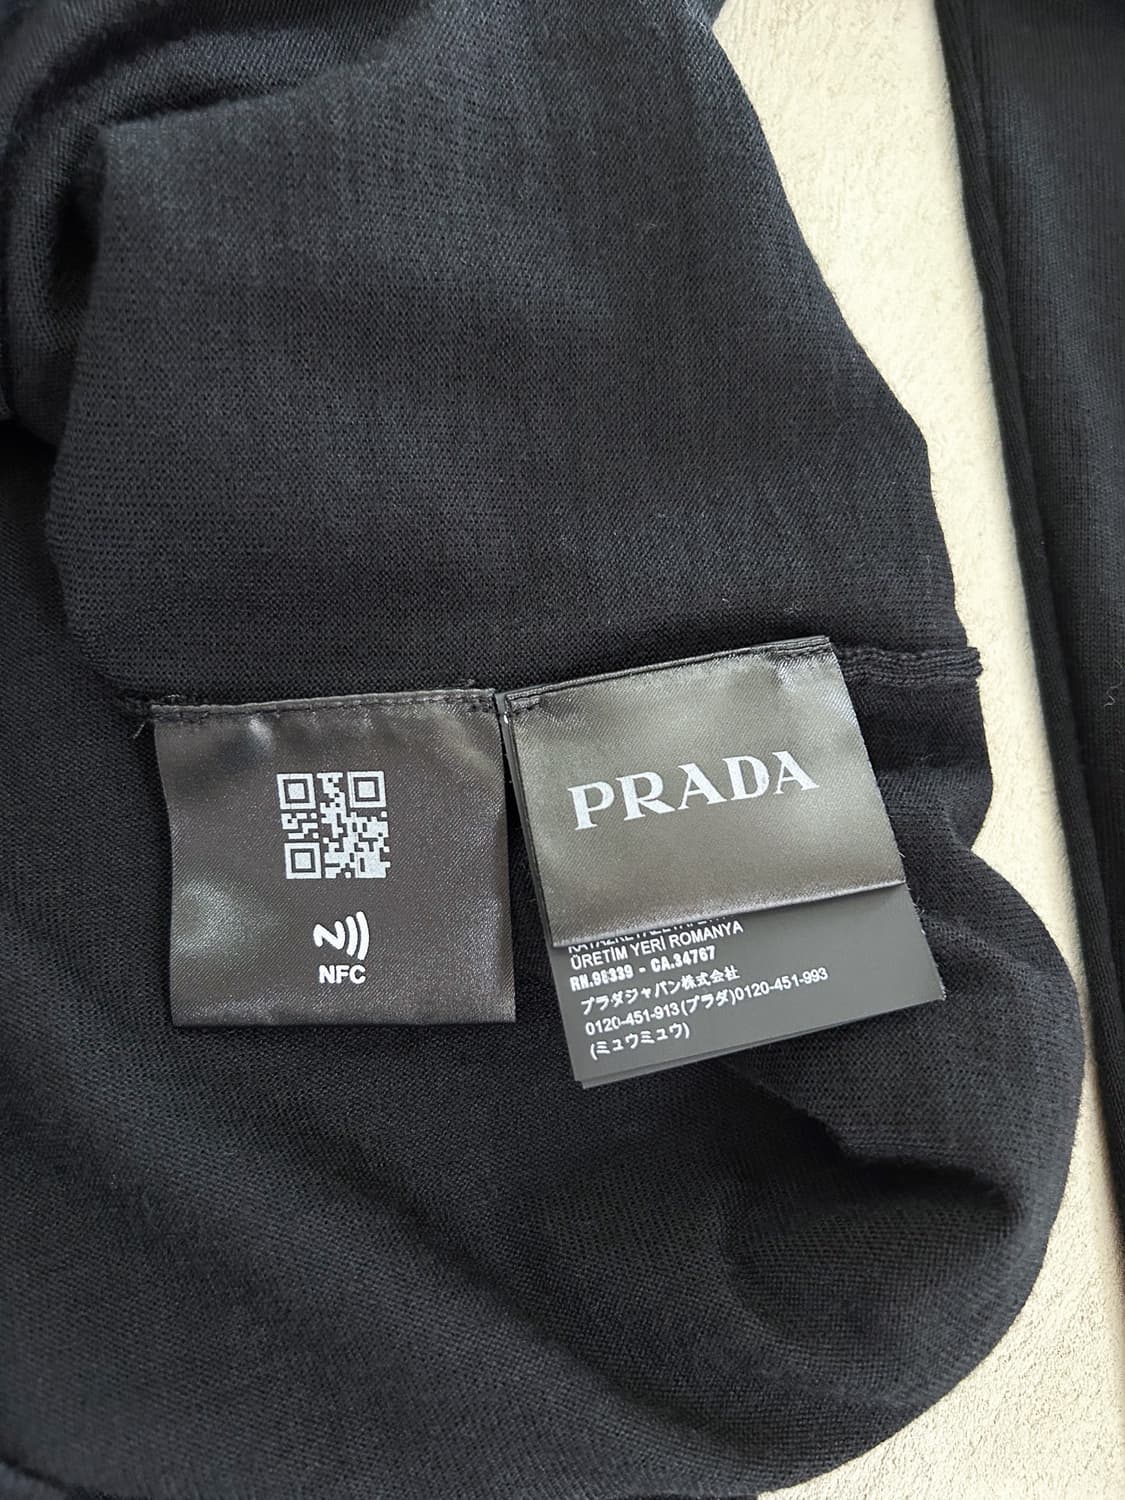 NFC
PRADA
ÜRETİM YERİ ROMANYA
RN.96339 - CA.34767
プラダジャパン株式会社
0120-451-913(プラダ)0120-451-993
(ミュウミュウ)